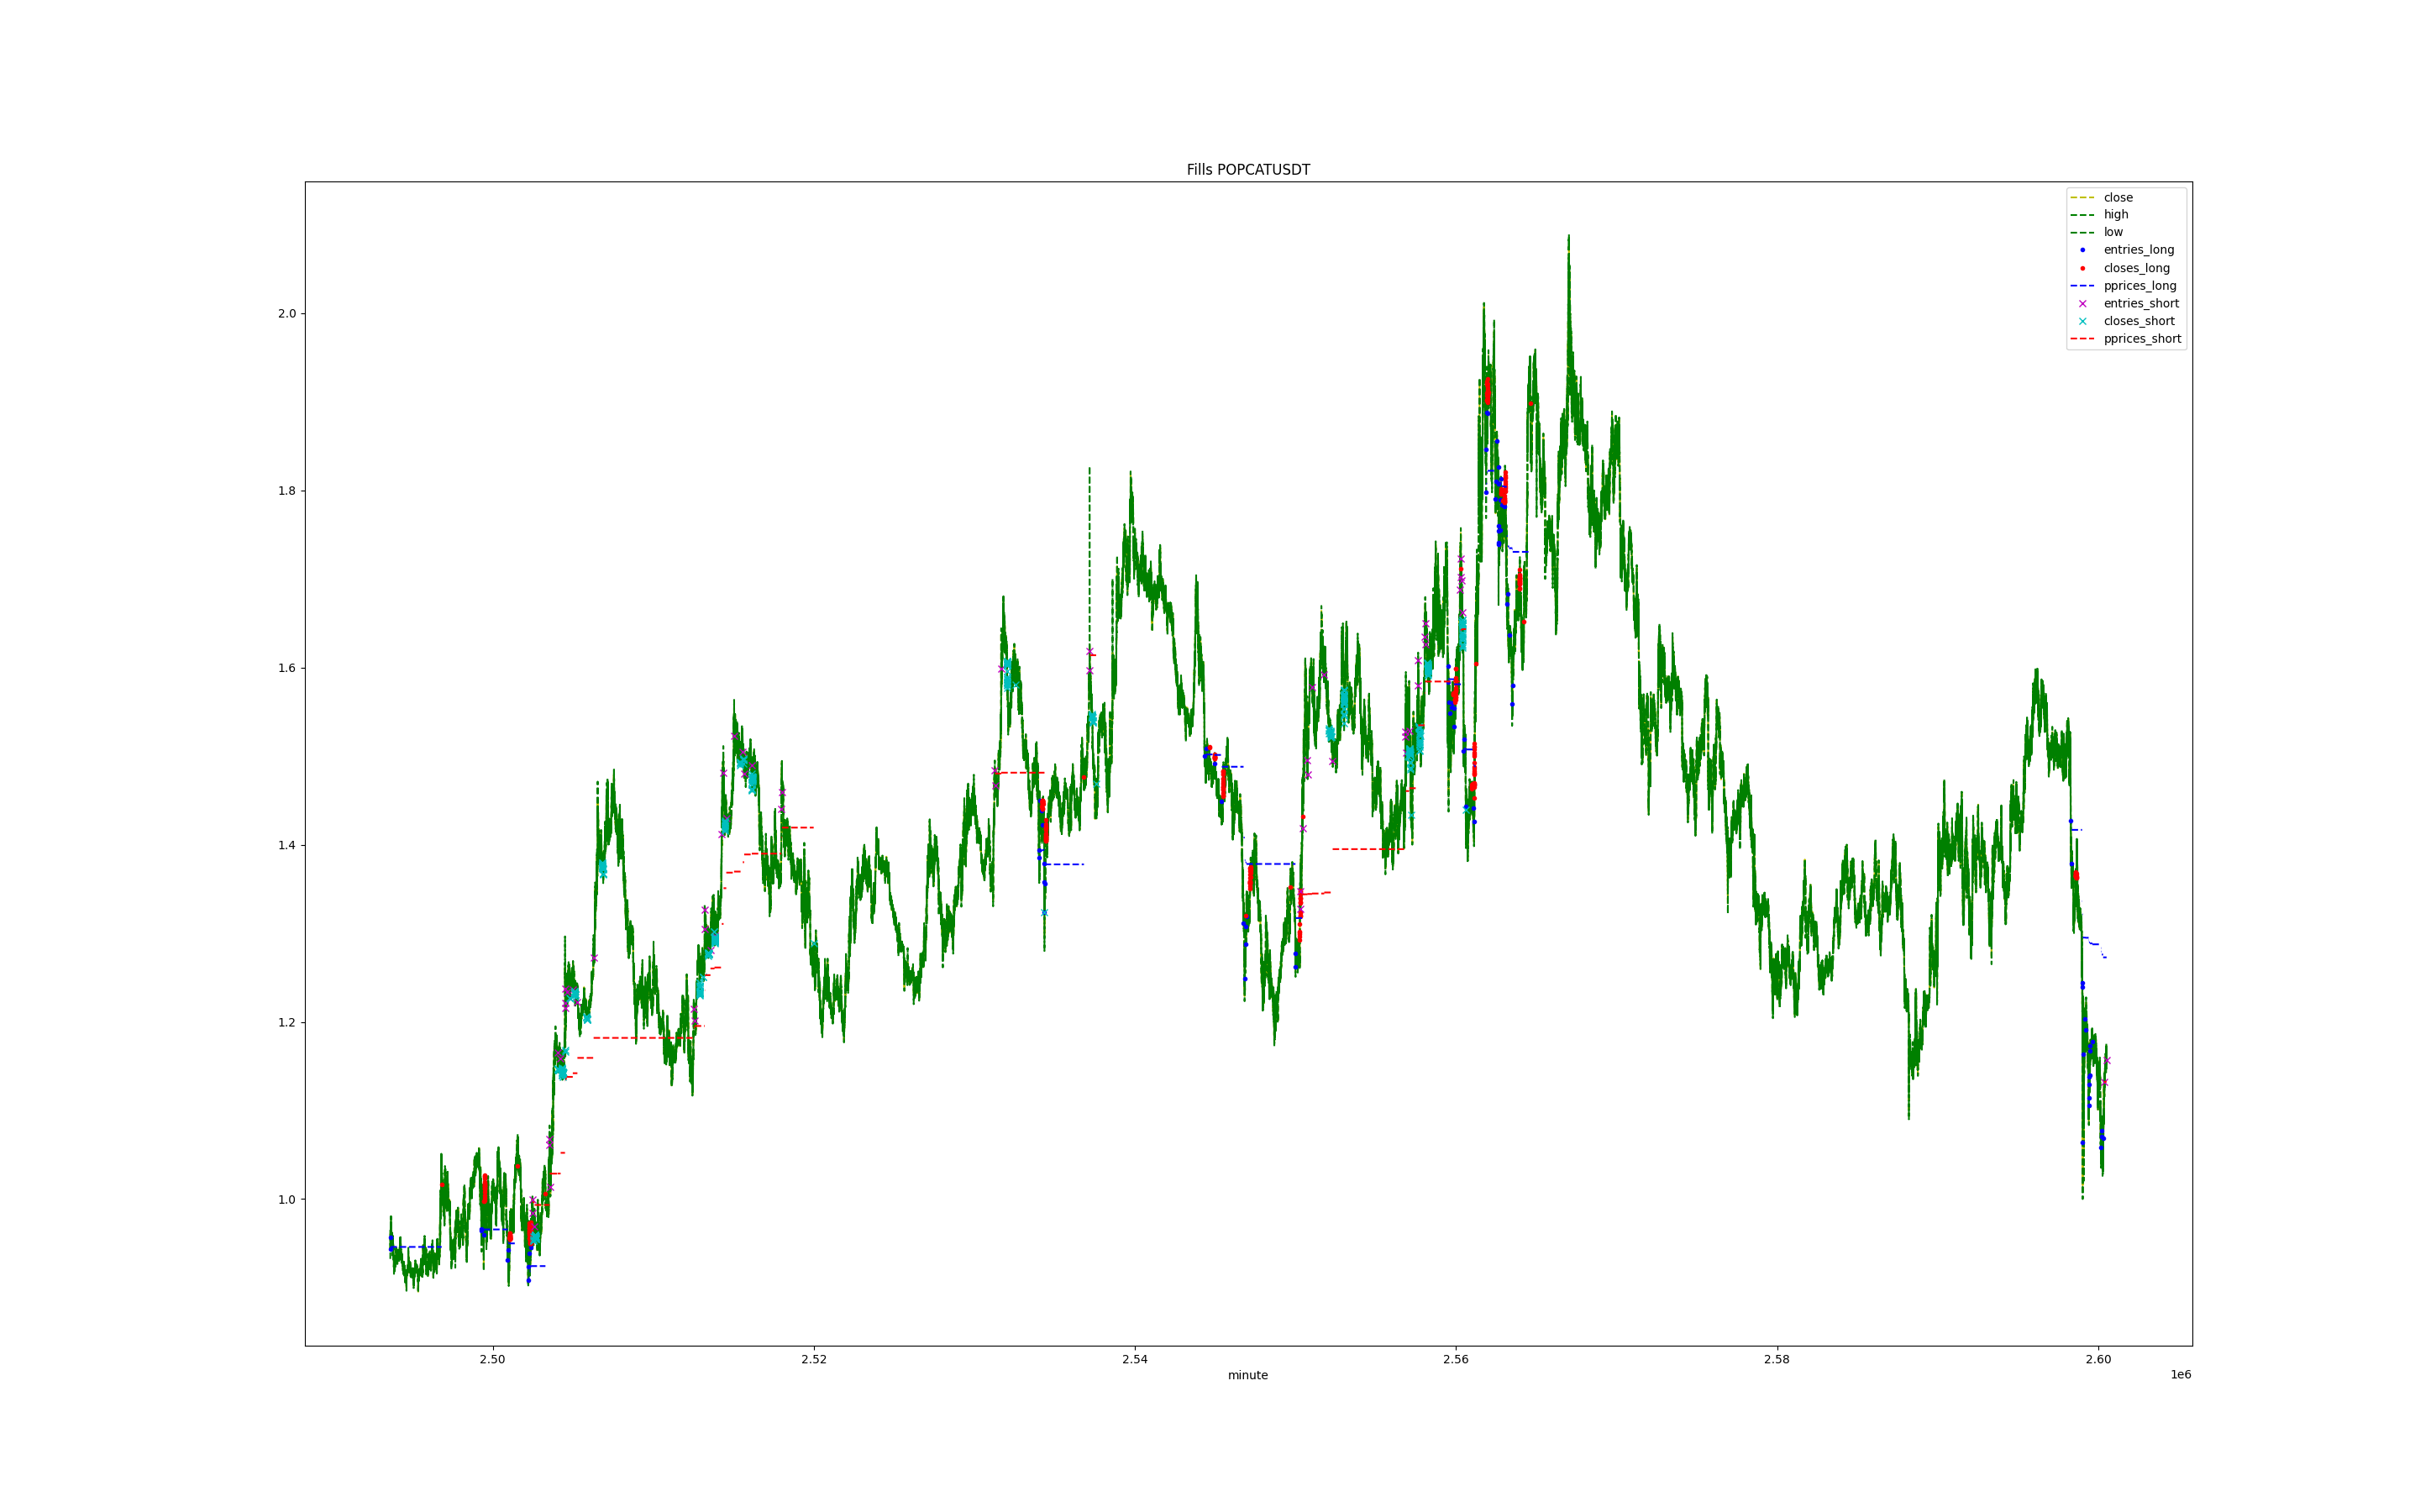 Fills POPCATUSDT
close
high
low
entries_long
closes_long
pprices_long
entries_short
closes_short
pprices_short
2.0
1.8
1.6
1.4
1.2
1.0
2.50 2.52 2.54 2.56 2.58 2.60
minute
1e6